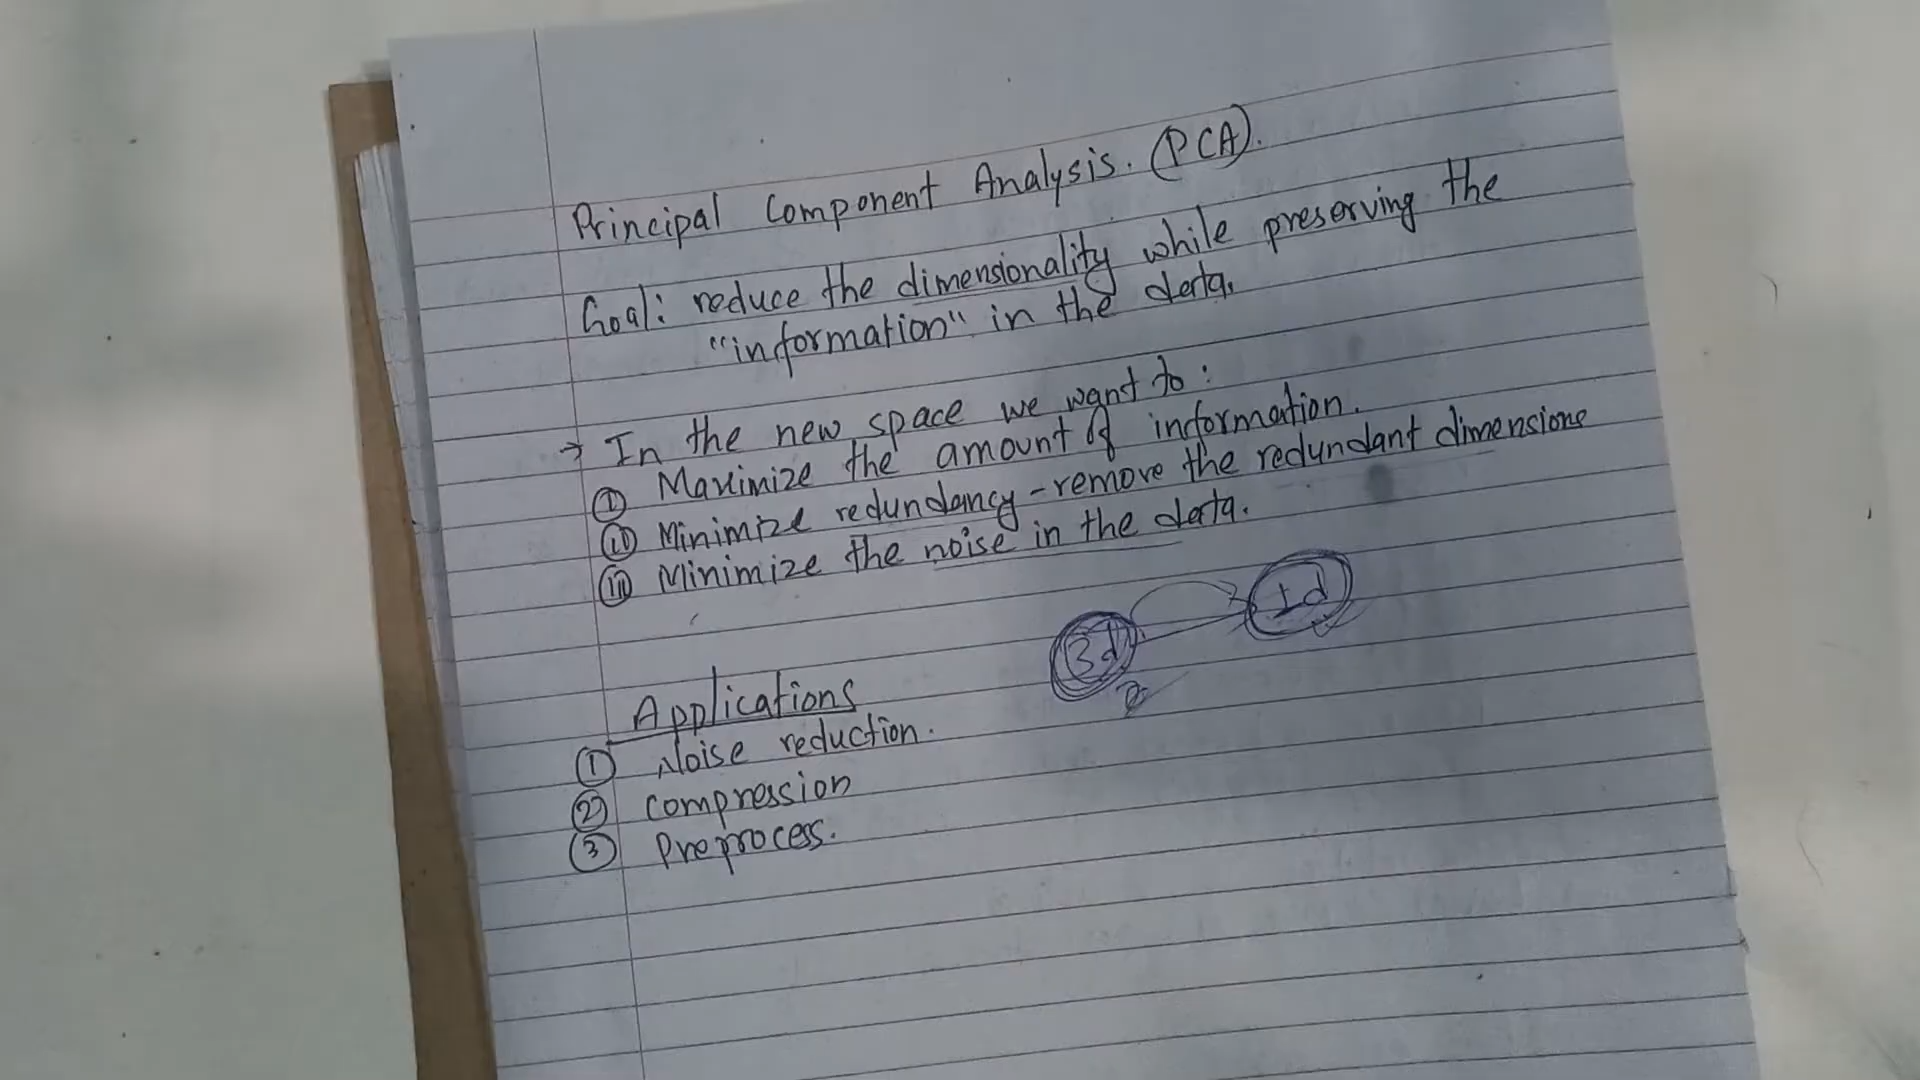 Principal Component Analysis. (PCA).
Goal: reduce the dimensionality while preserving the
"information" in the data.
→ In the new space we want to:
(i) Maximize the amount of information.
(ii) Minimize redundancy - remove the redundant dimensions
(iii) Minimize the noise in the data.
3d
1d
Applications
① Noise reduction.
② Compression
③ Preprocess.